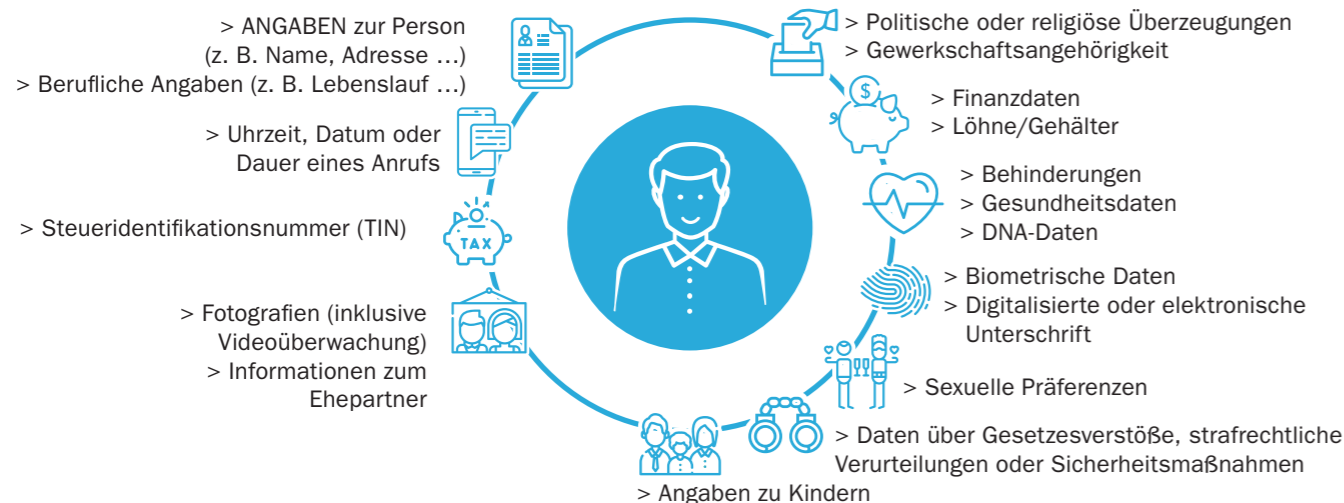 > ANGABEN zur Person
(z. B. Name, Adresse ...)
> Berufliche Angaben (z. B. Lebenslauf ...)
> Uhrzeit, Datum oder
Dauer eines Anrufs
> Steueridentifikationsnummer (TIN)
TAX
> Fotografien (inklusive
Videoüberwachung)
> Informationen zum
Ehepartner
> Politische oder religiöse Überzeugungen
> Gewerkschaftsangehörigkeit
$
> Finanzdaten
> Löhne/Gehälter
> Behinderungen
> Gesundheitsdaten
> DNA-Daten
> Biometrische Daten
> Digitalisierte oder elektronische
Unterschrift
> Sexuelle Präferenzen
> Daten über Gesetzesverstöße, strafrechtliche
Verurteilungen oder Sicherheitsmaßnahmen
> Angaben zu Kindern